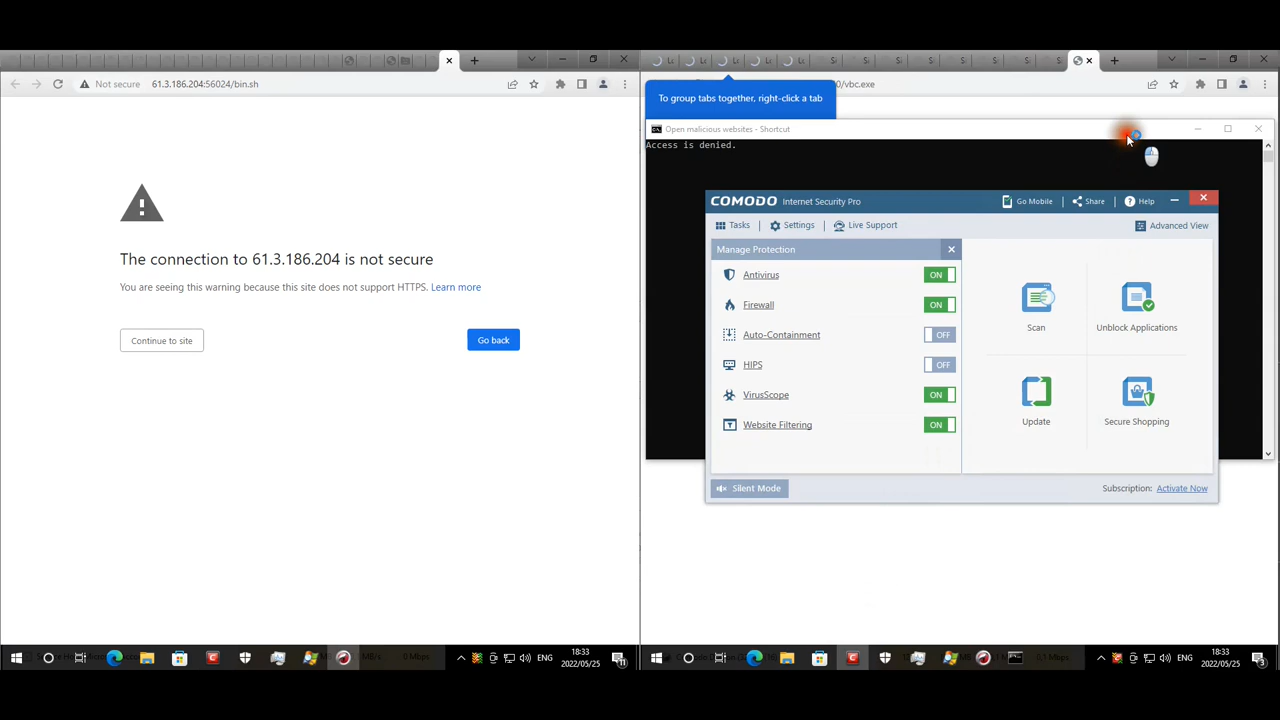 Not secure
61.3.186.204:56024/bin.sh
The connection to 61.3.186.204 is not secure
You are seeing this warning because this site does not support HTTPS. Learn more
Continue to site
Go back
ENG
18:33
2022/05/25
/vbc.exe
To group tabs together, right-click a tab
Open malicious websites - Shortcut
Access is denied.
COMODO Internet Security Pro
Go Mobile
Share
Help
Tasks
Settings
Live Support
Advanced View
Manage Protection
Antivirus
ON
Firewall
ON
Auto-Containment
OFF
HIPS
OFF
VirusScope
ON
Website Filtering
ON
Scan
Unblock Applications
Update
Secure Shopping
Silent Mode
Subscription: Activate Now
ENG
18:33
2022/05/25